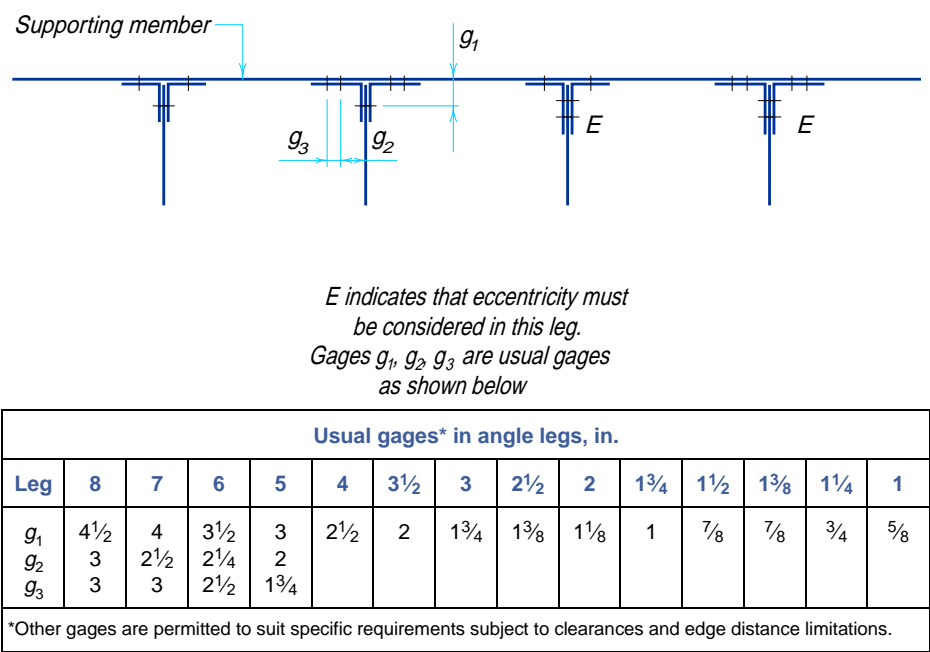 Supporting member
g₁
g₃
g₂
E
E
E indicates that eccentricity must
be considered in this leg.
Gages g₁, g₂, g₃ are usual gages
as shown below
Usual gages* in angle legs, in.
Leg 8 7 6 5 4 3½ 3 2½ 2 1¾ 1½ 1⅜ 1¼ 1
g₁ 4½ 4 3½ 3 2½ 2 1¾ 1⅜ 1⅛ 1 ⅞ ⅞ ¾ ⅝
g₂ 3 2½ 2¼ 2
g₃ 3 3 2½ 1¾
*Other gages are permitted to suit specific requirements subject to clearances and edge distance limitations.